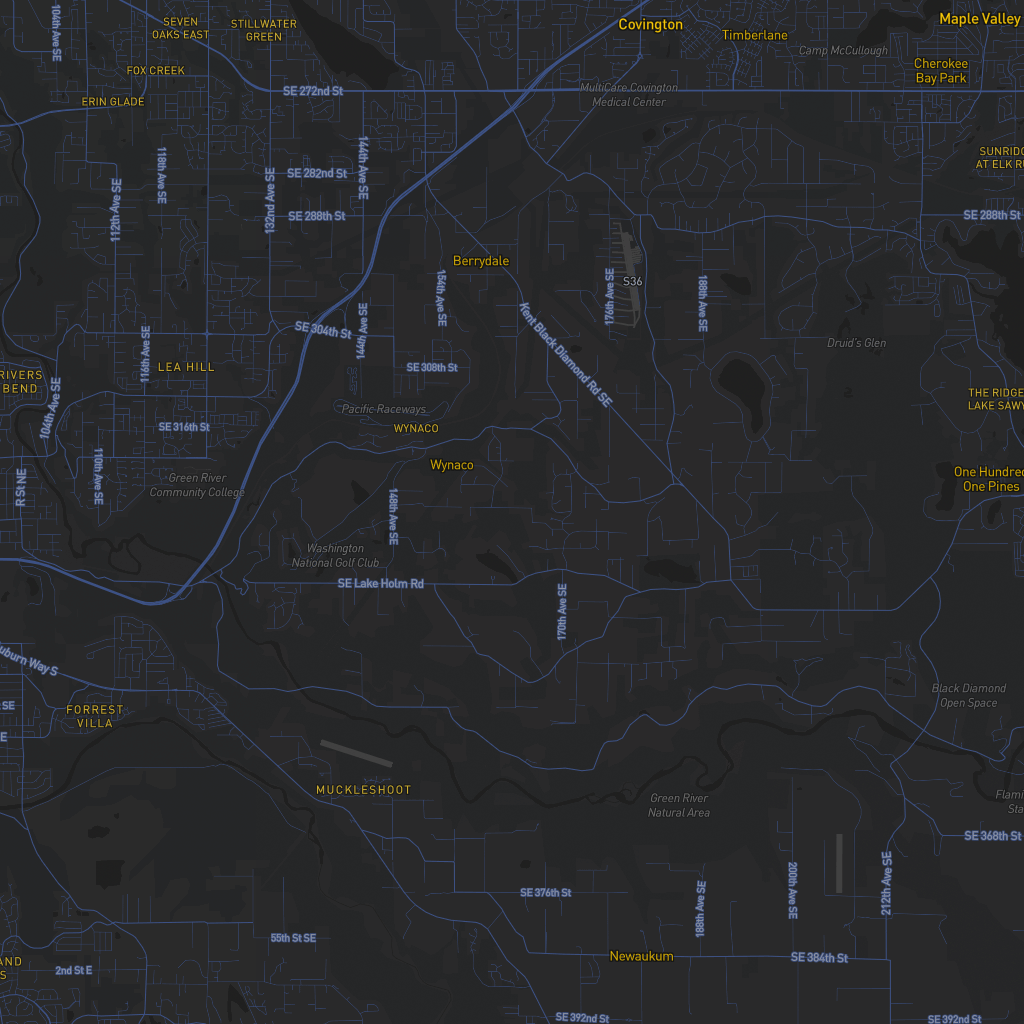 104th Ave SE
SEVEN
OAKS EAST
STILLWATER
GREEN
Covington
Timberlane
Maple Valley
Camp McCullough
Cherokee
Bay Park
FOX CREEK
ERIN GLADE
SE 272nd St
MultiCare Covington
Medical Center
118th Ave SE
144th Ave SE
SE 282nd St
112th Ave SE
132nd Ave SE
SE 288th St
SE 288th St
Berrydale
154th Ave SE
176th Ave SE
S36
188th Ave SE
Kent Black Diamond Rd SE
SE 304th St
144th Ave SE
116th Ave SE
Druid's Glen
LEA HILL
SE 308th St
RIVERS
BEND
104th Ave SE
THE RIDGE
Pacific Raceways
WYNACO
SE 316th St
110th Ave SE
R St NE
Wynaco
Green River
Community College
148th Ave SE
One Hundred
One Pines
Washington
National Golf Club
SE Lake Holm Rd
170th Ave SE
Auburn Way S
SE
FORREST
VILLA
Black Diamond
Open Space
MUCKLESHOOT
Green River
Natural Area
SE 368th St
200th Ave SE
212th Ave SE
188th Ave SE
SE 376th St
55th St SE
2nd St E
Newaukum
SE 384th St
SE 392nd St
SE 392nd St